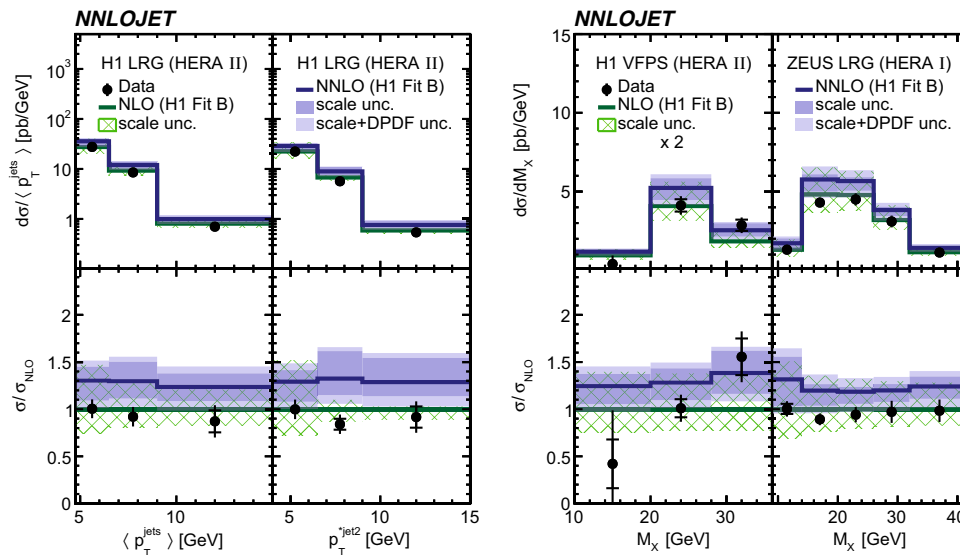 NNLOJET
NNLOJET
dσ/⟨ p_T^jets ⟩ [pb/GeV]
10³
10²
10
1
H1 LRG (HERA II)
Data
NLO (H1 Fit B)
scale unc.
H1 LRG (HERA II)
NNLO (H1 Fit B)
scale unc.
scale+DPDF unc.
dσ/dM_X [pb/GeV]
15
10
5
H1 VFPS (HERA II)
Data
NLO (H1 Fit B)
scale unc.
x 2
ZEUS LRG (HERA I)
NNLO (H1 Fit B)
scale unc.
scale+DPDF unc.
σ/σ_NLO
2
1.5
1
0.5
0
5 10
⟨ p_T^jets ⟩ [GeV]
5 10 15
p_T^*jet2 [GeV]
σ/σ_NLO
2
1.5
1
0.5
0
10 20 30
M_X [GeV]
20 30 40
M_X [GeV]